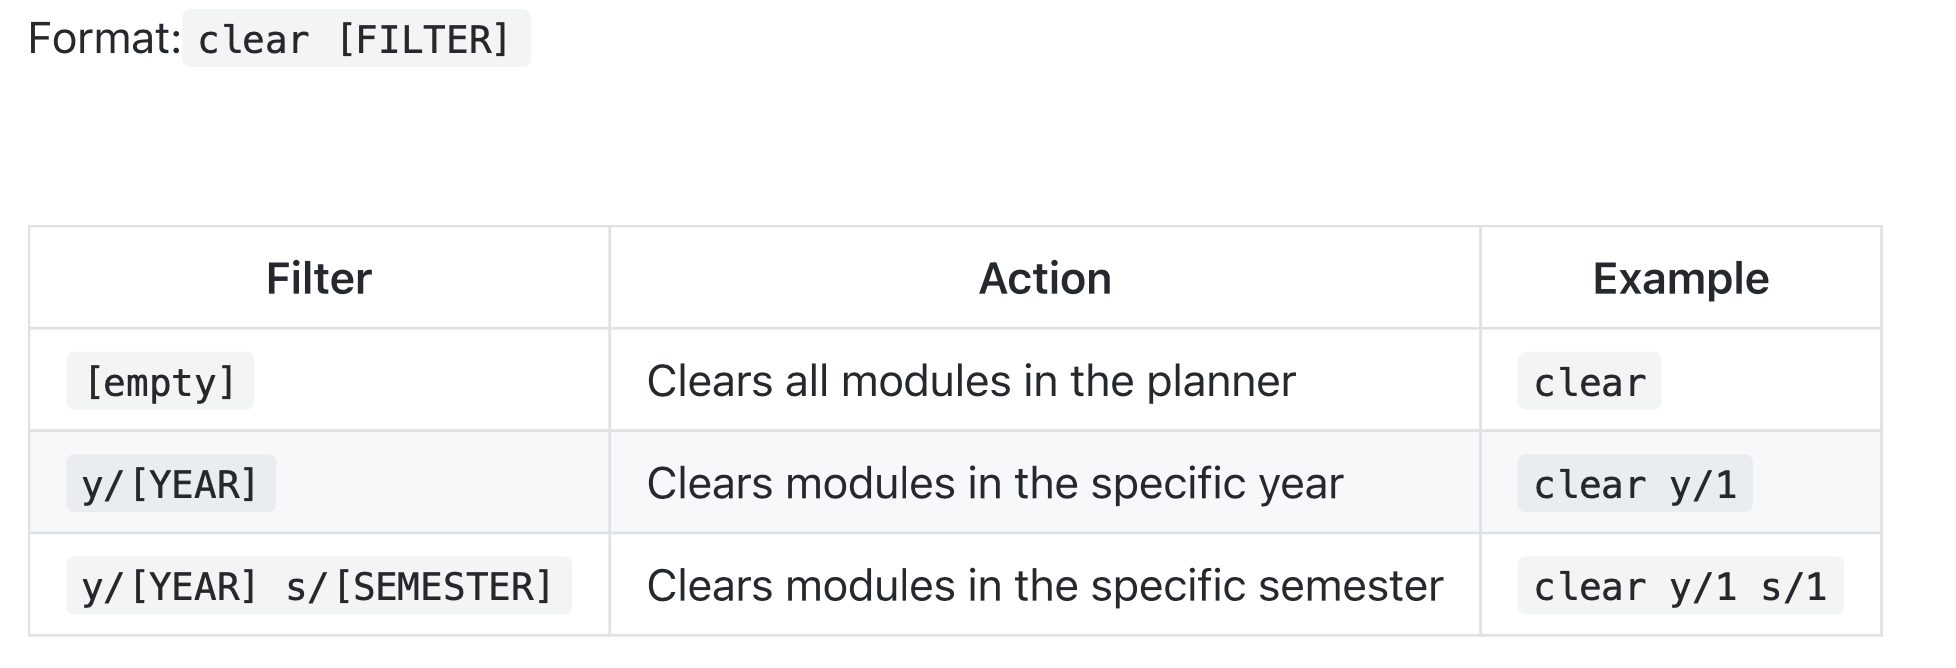 Format: clear [FILTER]
Filter Action Example
[empty] Clears all modules in the planner clear
y/[YEAR] Clears modules in the specific year clear y/1
y/[YEAR] s/[SEMESTER] Clears modules in the specific semester clear y/1 s/1